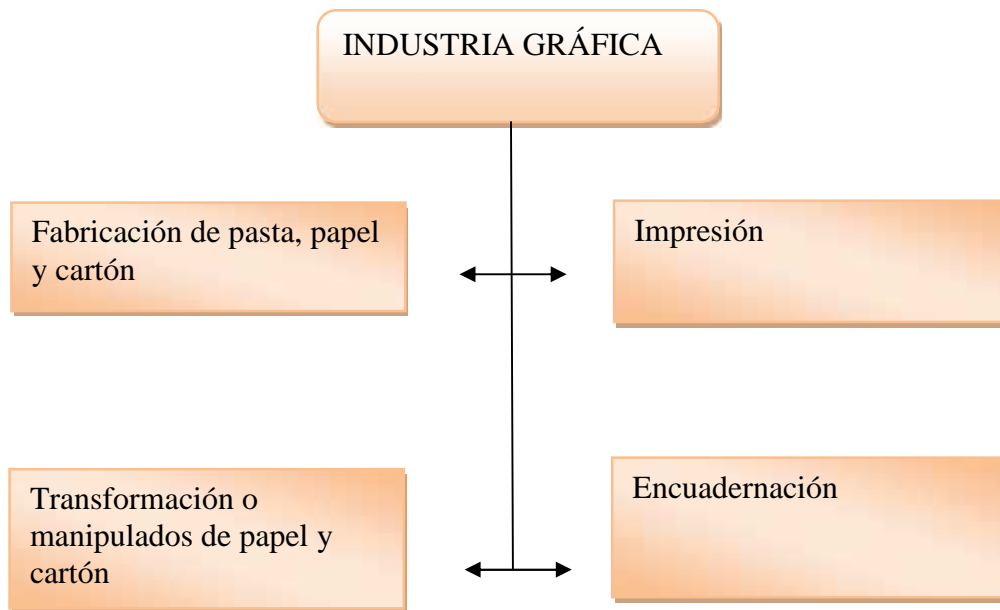 INDUSTRIA GRÁFICA
Fabricación de pasta, papel
y cartón
Impresión
Transformación o
manipulados de papel y
cartón
Encuadernación